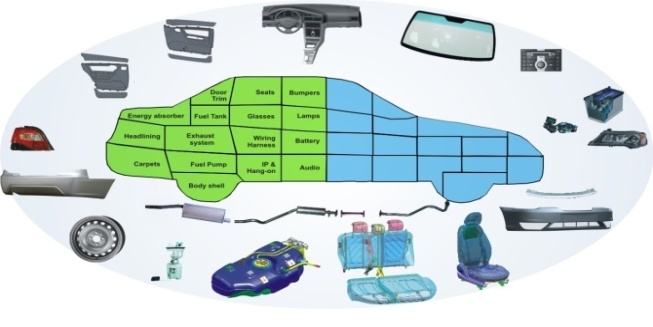 Door
Trim
Seals
Bumpers
Energy absorber
Fuel Tank
Glasses
Lamps
Headlining
Exhaust
system
Wiring
Harness
Battery
Carpets
Fuel Pump
IP &
Hang-on
Audio
Body shell